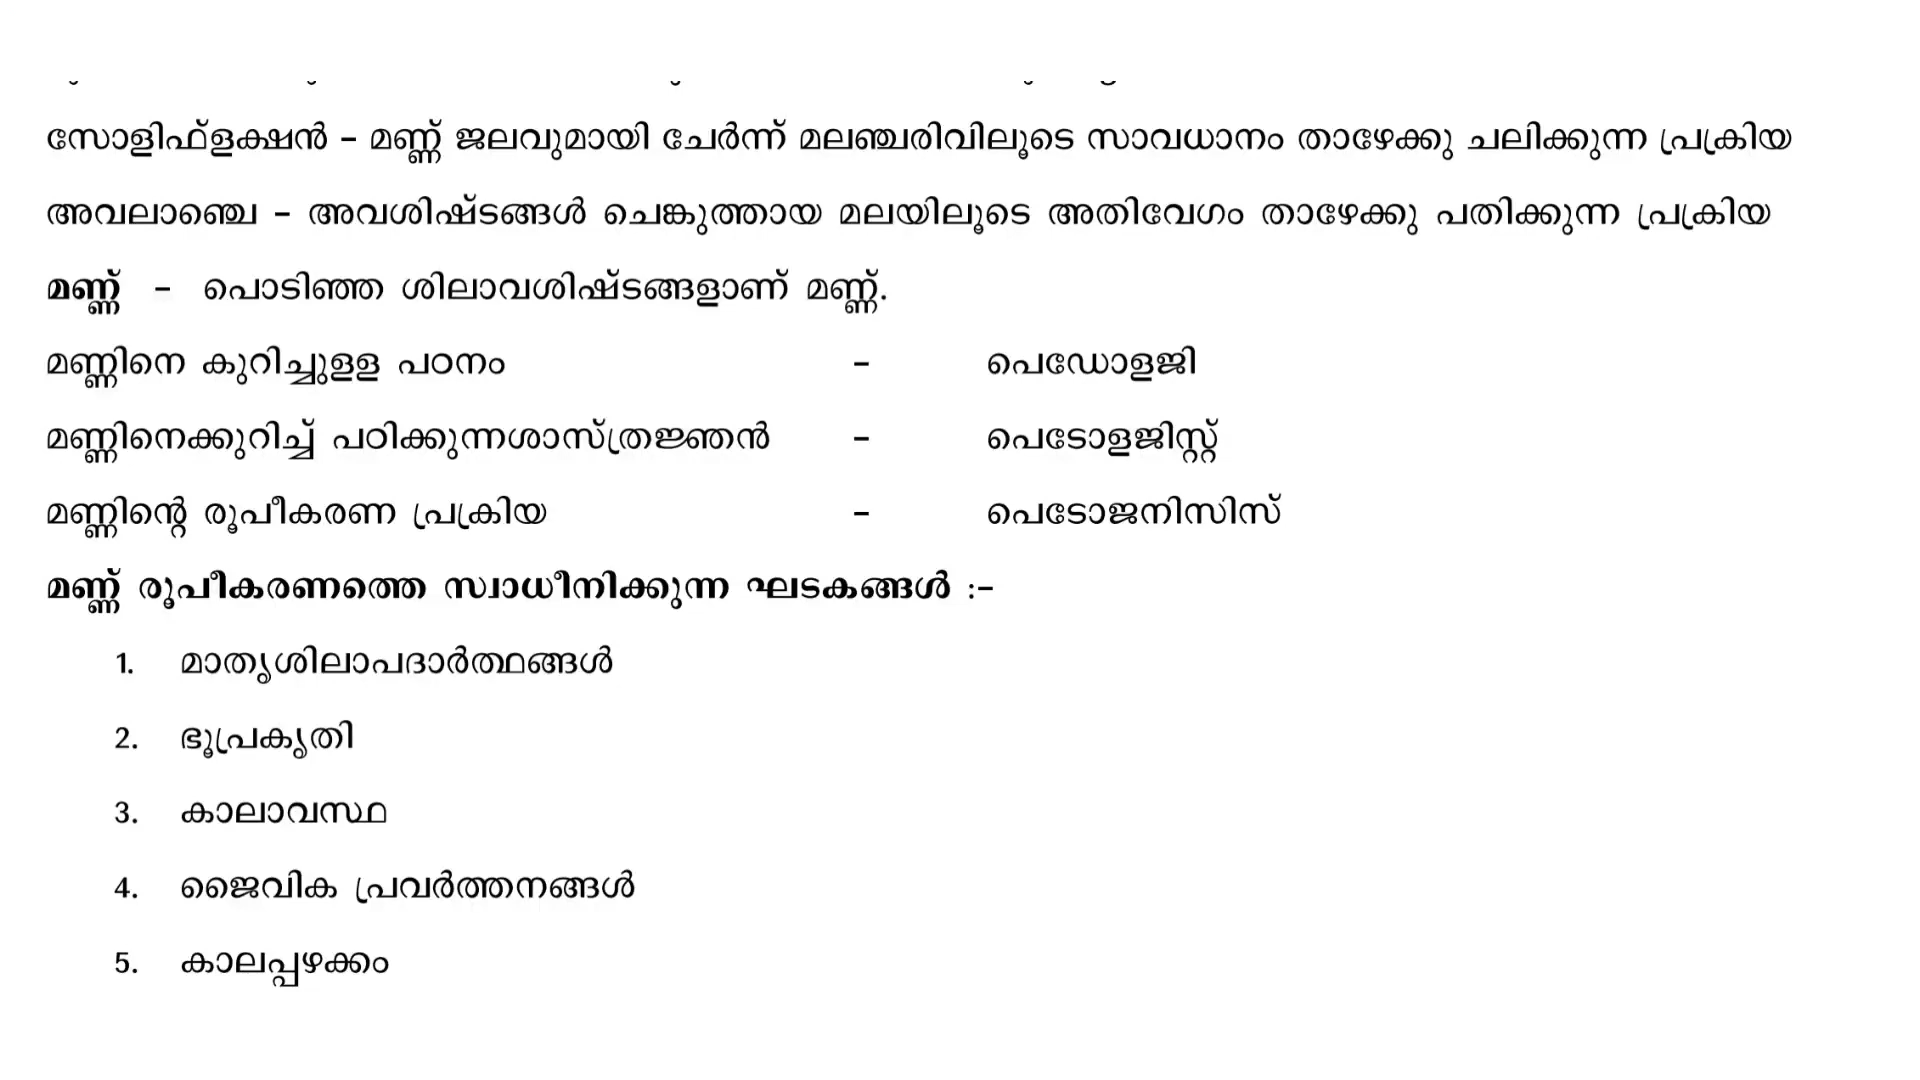 സോളിഫ്ളക്ഷൻ - മണ്ണ് ജലവുമായി ചേർന്ന് മലഞ്ചരിവിലൂടെ സാവധാനം താഴേക്കു ചലിക്കുന്ന പ്രക്രിയ
അവലാഞ്ചെ - അവശിഷ്ടങ്ങൾ ചെങ്കുത്തായ മലയിലൂടെ അതിവേഗം താഴേക്കു പതിക്കുന്ന പ്രക്രിയ
മണ്ണ് - പൊടിഞ്ഞ ശിലാവശിഷ്ടങ്ങളാണ് മണ്ണ്.
മണ്ണിനെ കുറിച്ചുളള പഠനം - പെഡോളജി
മണ്ണിനെക്കുറിച്ച് പഠിക്കുന്നശാസ്ത്രജ്ഞൻ - പെടോളജിസ്റ്റ്
മണ്ണിന്റെ രൂപീകരണ പ്രക്രിയ - പെടോജനിസിസ്
മണ്ണ് രൂപീകരണത്തെ സ്വാധീനിക്കുന്ന ഘടകങ്ങൾ :-
1. മാതൃശിലാപദാർത്ഥങ്ങൾ
2. ഭൂപ്രകൃതി
3. കാലാവസ്ഥ
4. ജൈവിക പ്രവർത്തനങ്ങൾ
5. കാലപ്പഴക്കം